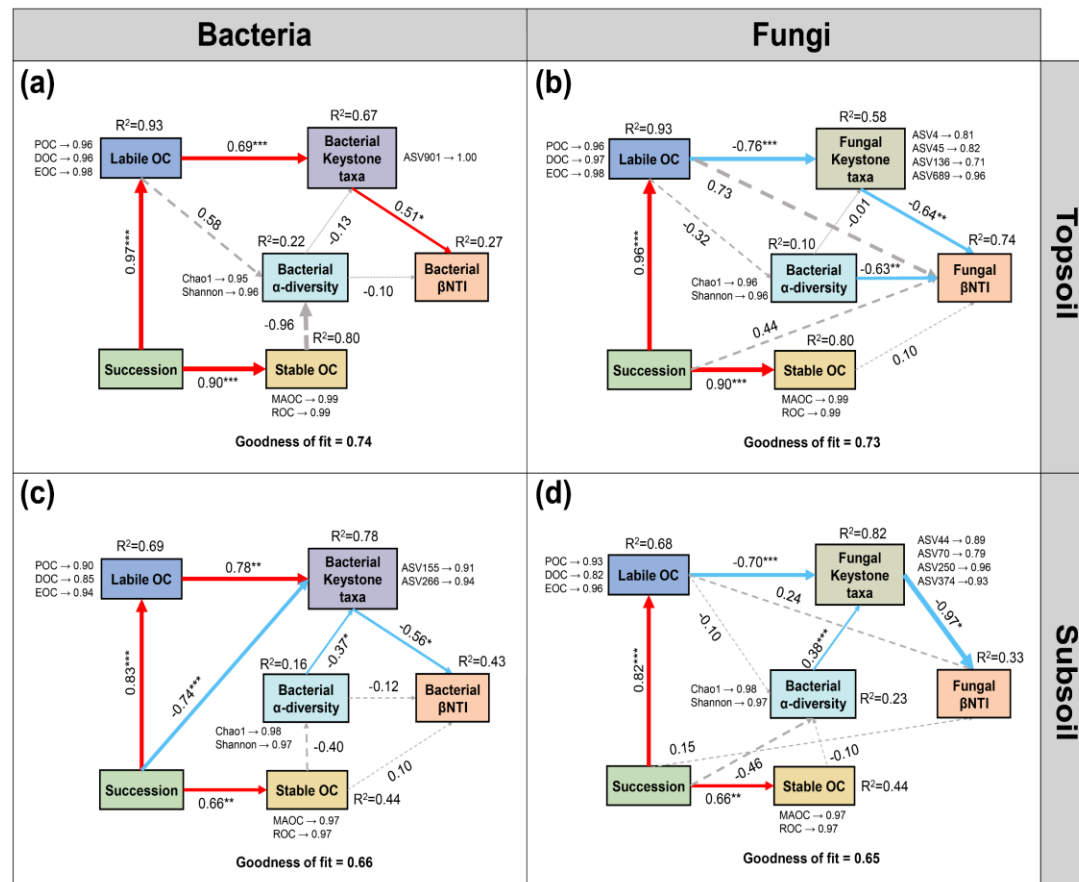 Bacteria
Fungi
Topsoil
Subsoil
(a)
R²=0.93
R²=0.67
POC → 0.96
DOC → 0.96
EOC → 0.98
Labile OC
0.69***
Bacterial
Keystone
taxa
ASV901 → 1.00
0.97***
0.58
-0.13
0.51*
R²=0.22
R²=0.27
Chao1 → 0.95
Shannon → 0.96
Bacterial
α-diversity
-0.10
Bacterial
βNTI
-0.96
R²=0.80
Succession
0.90***
Stable OC
MAOC → 0.99
ROC → 0.99
Goodness of fit = 0.74
(b)
R²=0.93
R²=0.58
POC → 0.96
DOC → 0.97
EOC → 0.98
Labile OC
-0.76***
Fungal
Keystone
taxa
ASV4 → 0.81
ASV45 → 0.82
ASV136 → 0.71
ASV689 → 0.96
0.73
0.96***
-0.32
-0.01
-0.64**
R²=0.10
R²=0.74
Chao1 → 0.96
Shannon → 0.96
Bacterial
α-diversity
-0.63**
Fungal
βNTI
0.44
R²=0.80
0.10
Succession
0.90***
Stable OC
MAOC → 0.99
ROC → 0.99
Goodness of fit = 0.73
(c)
R²=0.69
R²=0.78
POC → 0.90
DOC → 0.85
EOC → 0.94
Labile OC
0.78**
Bacterial
Keystone
taxa
ASV155 → 0.91
ASV266 → 0.94
0.83***
-0.74***
-0.37*
-0.56*
R²=0.16
R²=0.43
Chao1 → 0.98
Shannon → 0.97
Bacterial
α-diversity
-0.12
Bacterial
βNTI
-0.40
0.10
Succession
0.66**
Stable OC
R²=0.44
MAOC → 0.97
ROC → 0.97
Goodness of fit = 0.66
(d)
R²=0.68
R²=0.82
POC → 0.93
DOC → 0.82
EOC → 0.96
Labile OC
-0.70***
Fungal
Keystone
taxa
ASV44 → 0.89
ASV70 → 0.79
ASV250 → 0.96
ASV374 → -0.93
0.24
0.82***
-0.10
0.38***
-0.97*
R²=0.33
Chao1 → 0.98
Shannon → 0.97
Bacterial
α-diversity
R²=0.23
Fungal
βNTI
0.15
-0.46
-0.10
Succession
0.66**
Stable OC
R²=0.44
MAOC → 0.97
ROC → 0.97
Goodness of fit = 0.65